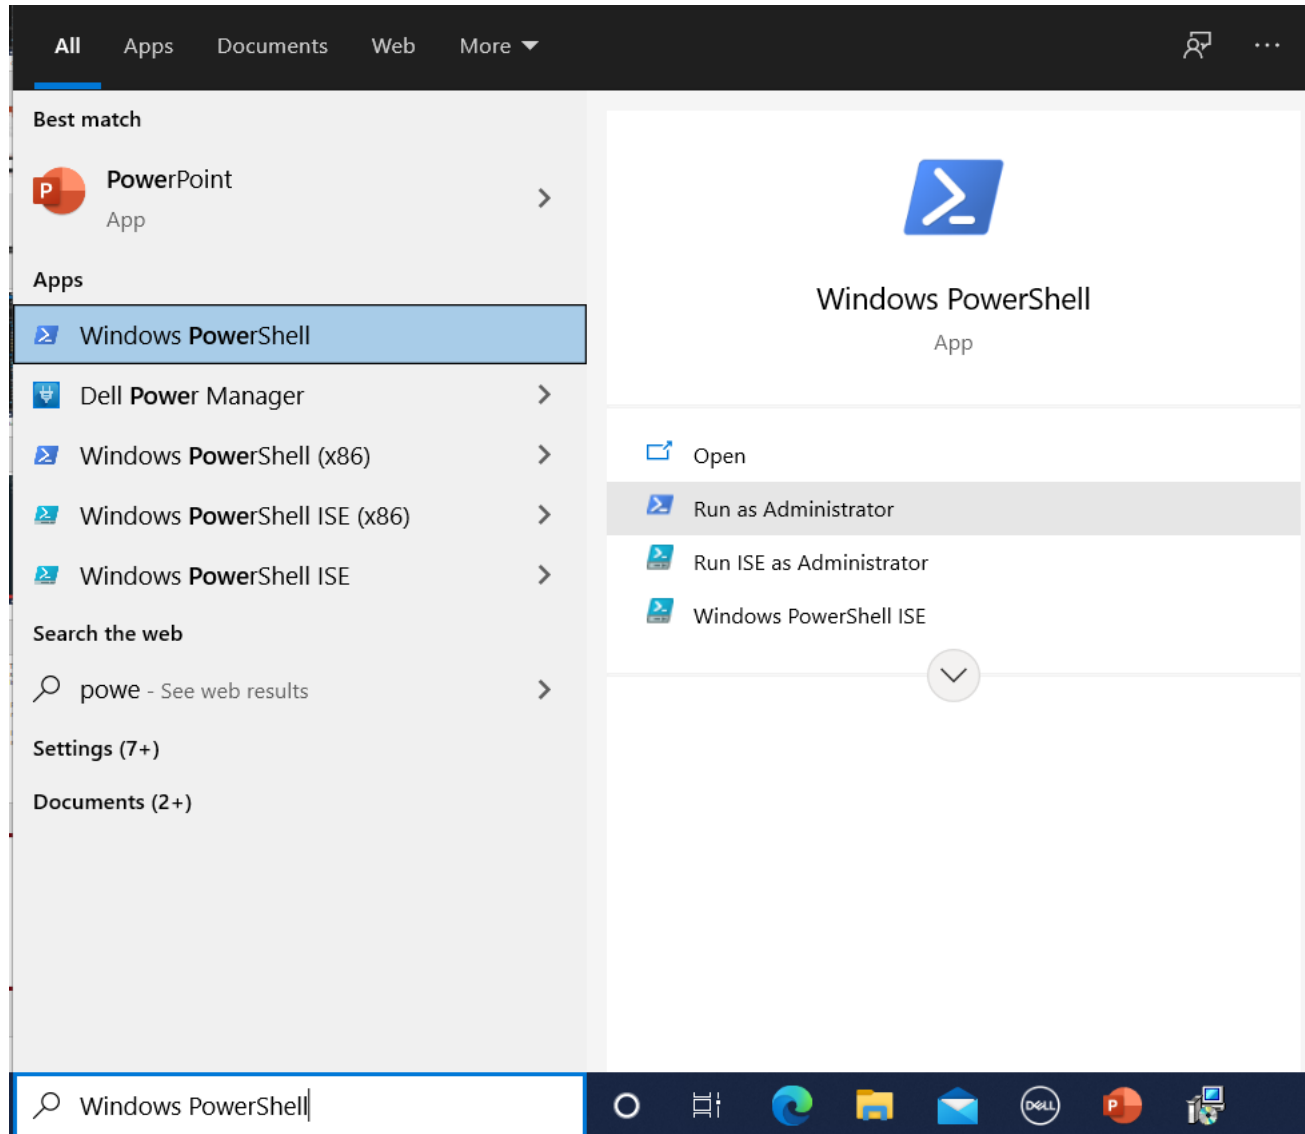 All Apps Documents Web More
Best match
PowerPoint
App
Apps
Windows PowerShell
Dell Power Manager
Windows PowerShell (x86)
Windows PowerShell ISE (x86)
Windows PowerShell ISE
Search the web
powe - See web results
Settings (7+)
Documents (2+)
Windows PowerShell
App
Open
Run as Administrator
Run ISE as Administrator
Windows PowerShell ISE
Windows PowerShell
DELL
P
P